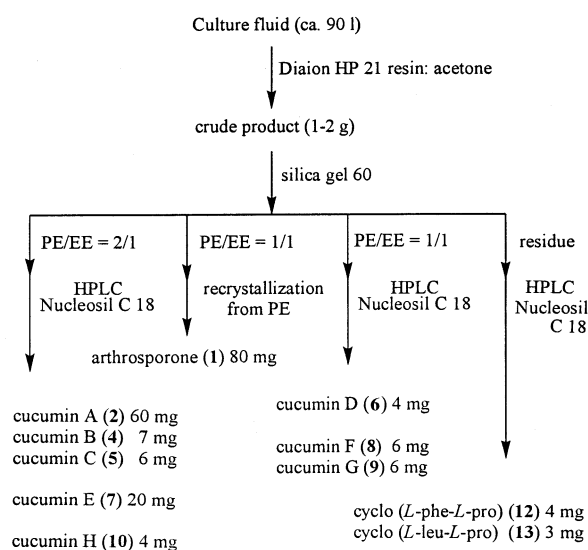 Culture fluid (ca. 90 l)
Diaion HP 21 resin: acetone
crude product (1-2 g)
silica gel 60
PE/EE = 2/1
PE/EE = 1/1
PE/EE = 1/1
residue
HPLC
Nucleosil C 18
recrystallization
from PE
HPLC
Nucleosil C 18
HPLC
Nucleosil
C 18
arthrosporone (1) 80 mg
cucumin A (2) 60 mg
cucumin B (4) 7 mg
cucumin C (5) 6 mg
cucumin E (7) 20 mg
cucumin H (10) 4 mg
cucumin D (6) 4 mg
cucumin F (8) 6 mg
cucumin G (9) 6 mg
cyclo (L-phe-L-pro) (12) 4 mg
cyclo (L-leu-L-pro) (13) 3 mg